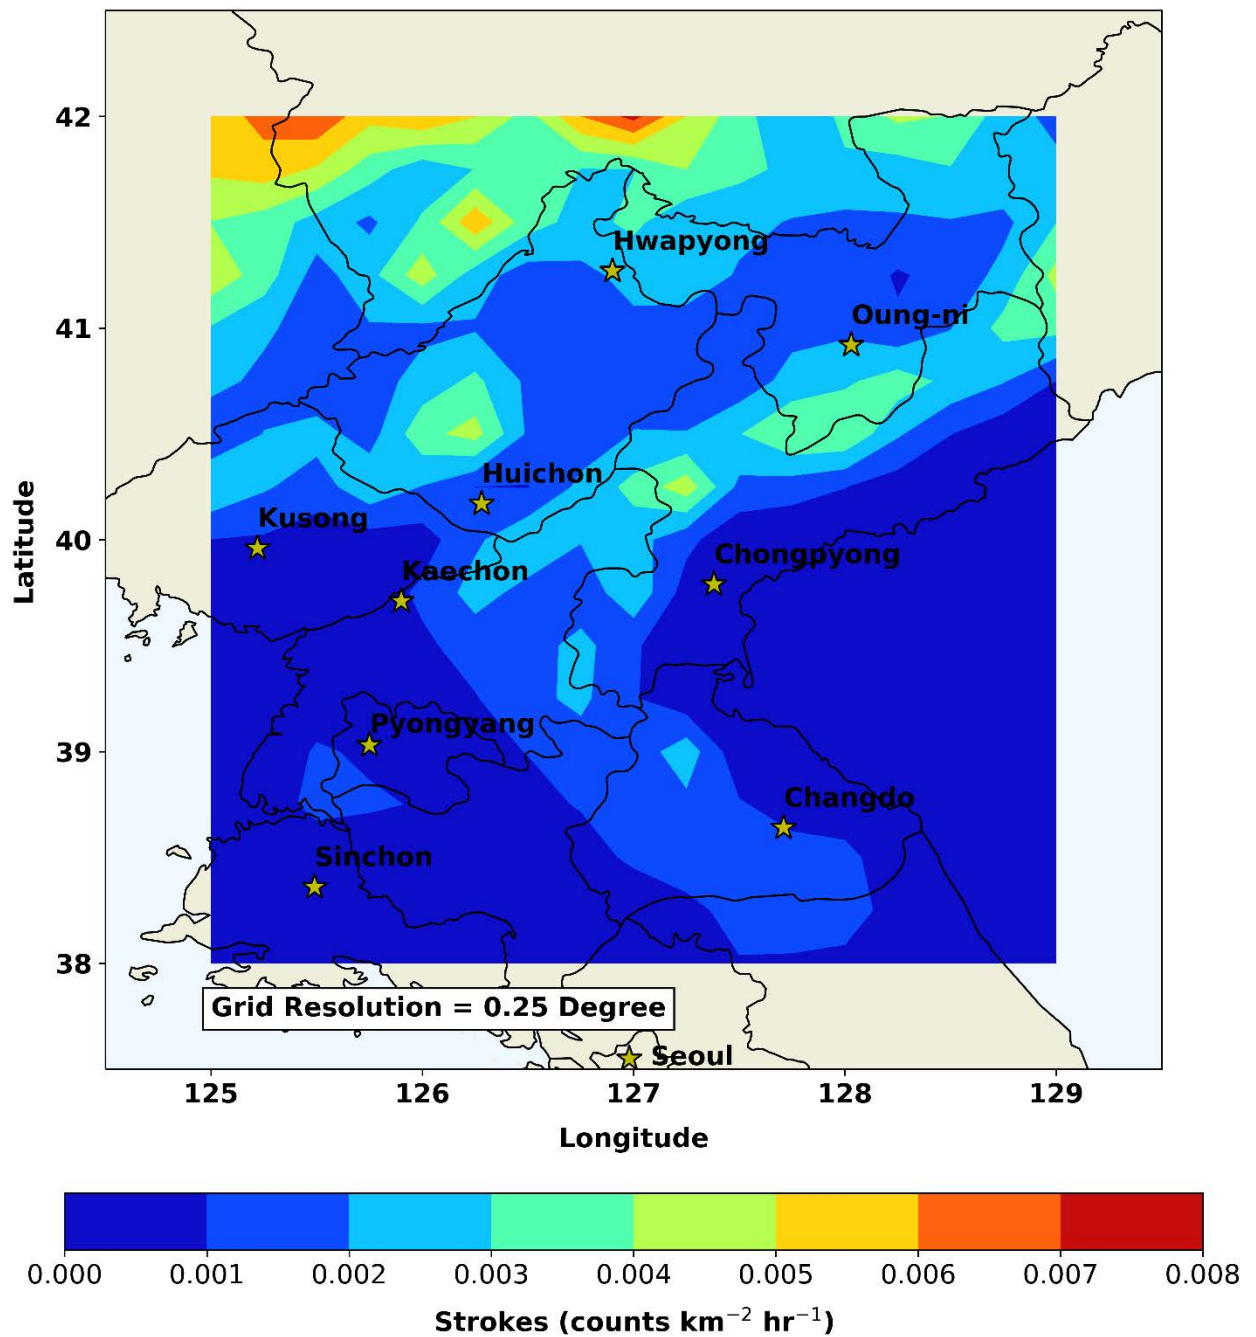 42
Hwapyong
41
Oung-ni
Huichon
Kusong
40
Chongpyong
Kaechon
Latitude
Pyongyang
39
Changdo
Sinchon
38
Grid Resolution = 0.25 Degree
Seoul
125 126 127 128 129
Longitude
0.000 0.001 0.002 0.003 0.004 0.005 0.006 0.007 0.008
Strokes (counts km⁻² hr⁻¹)